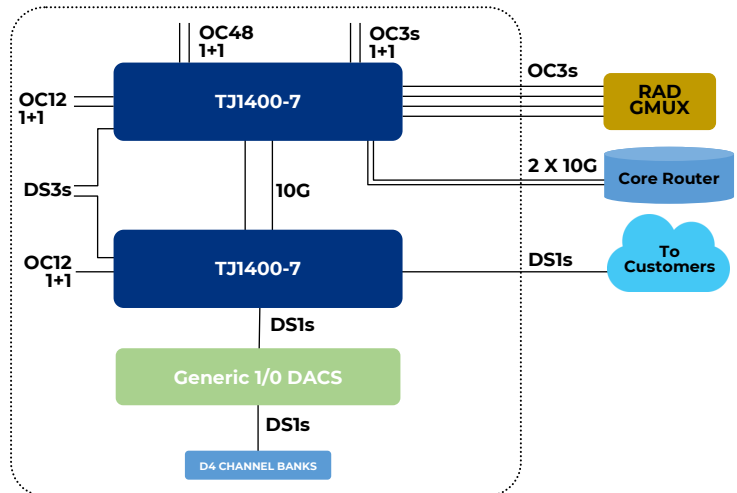 OC48
1+1
OC3s
1+1
OC12
1+1
TJ1400-7
OC3s
RAD
GMUX
2 X 10G
Core Router
DS3s
10G
OC12
1+1
TJ1400-7
DS1s
To
Customers
DS1s
Generic 1/0 DACS
DS1s
D4 CHANNEL BANKS